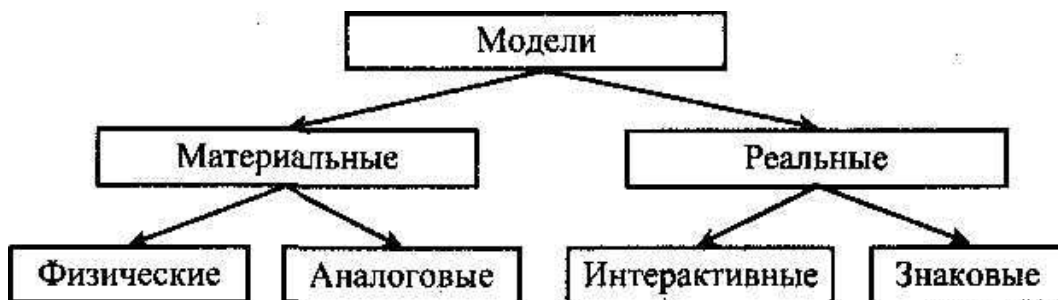 Модели
Материальные
Реальные
Физические
Аналоговые
Интерактивные
Знаковые